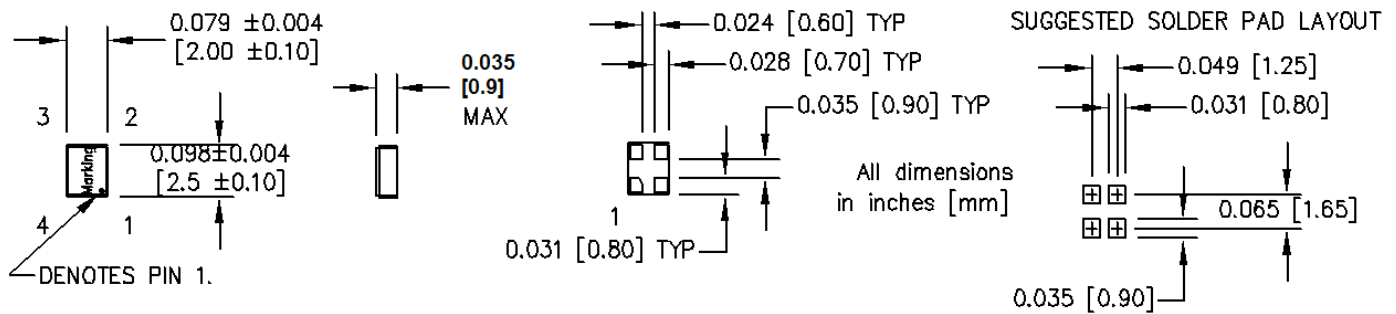 0.079 ±0.004
[2.00 ±0.10]
3
2
Marking
0.098±0.004
[2.5 ±0.10]
4
1
DENOTES PIN 1.
0.035
[0.9]
MAX
0.024 [0.60] TYP
0.028 [0.70] TYP
0.035 [0.90] TYP
1
0.031 [0.80] TYP
All dimensions
in inches [mm]
SUGGESTED SOLDER PAD LAYOUT
0.049 [1.25]
0.031 [0.80]
0.065 [1.65]
0.035 [0.90]